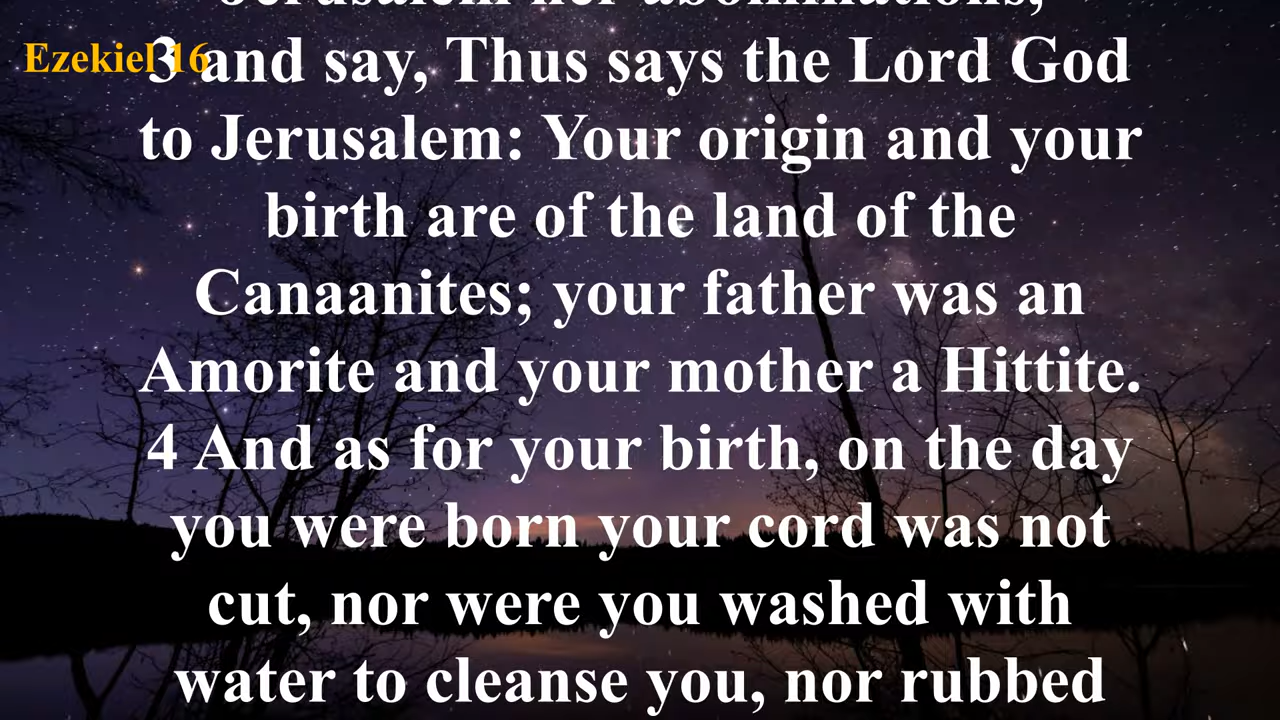 Jerusalem her abominations,
Ezekiel 16
3 and say, Thus says the Lord God
to Jerusalem: Your origin and your
birth are of the land of the
Canaanites; your father was an
Amorite and your mother a Hittite.
4 And as for your birth, on the day
you were born your cord was not
cut, nor were you washed with
water to cleanse you, nor rubbed